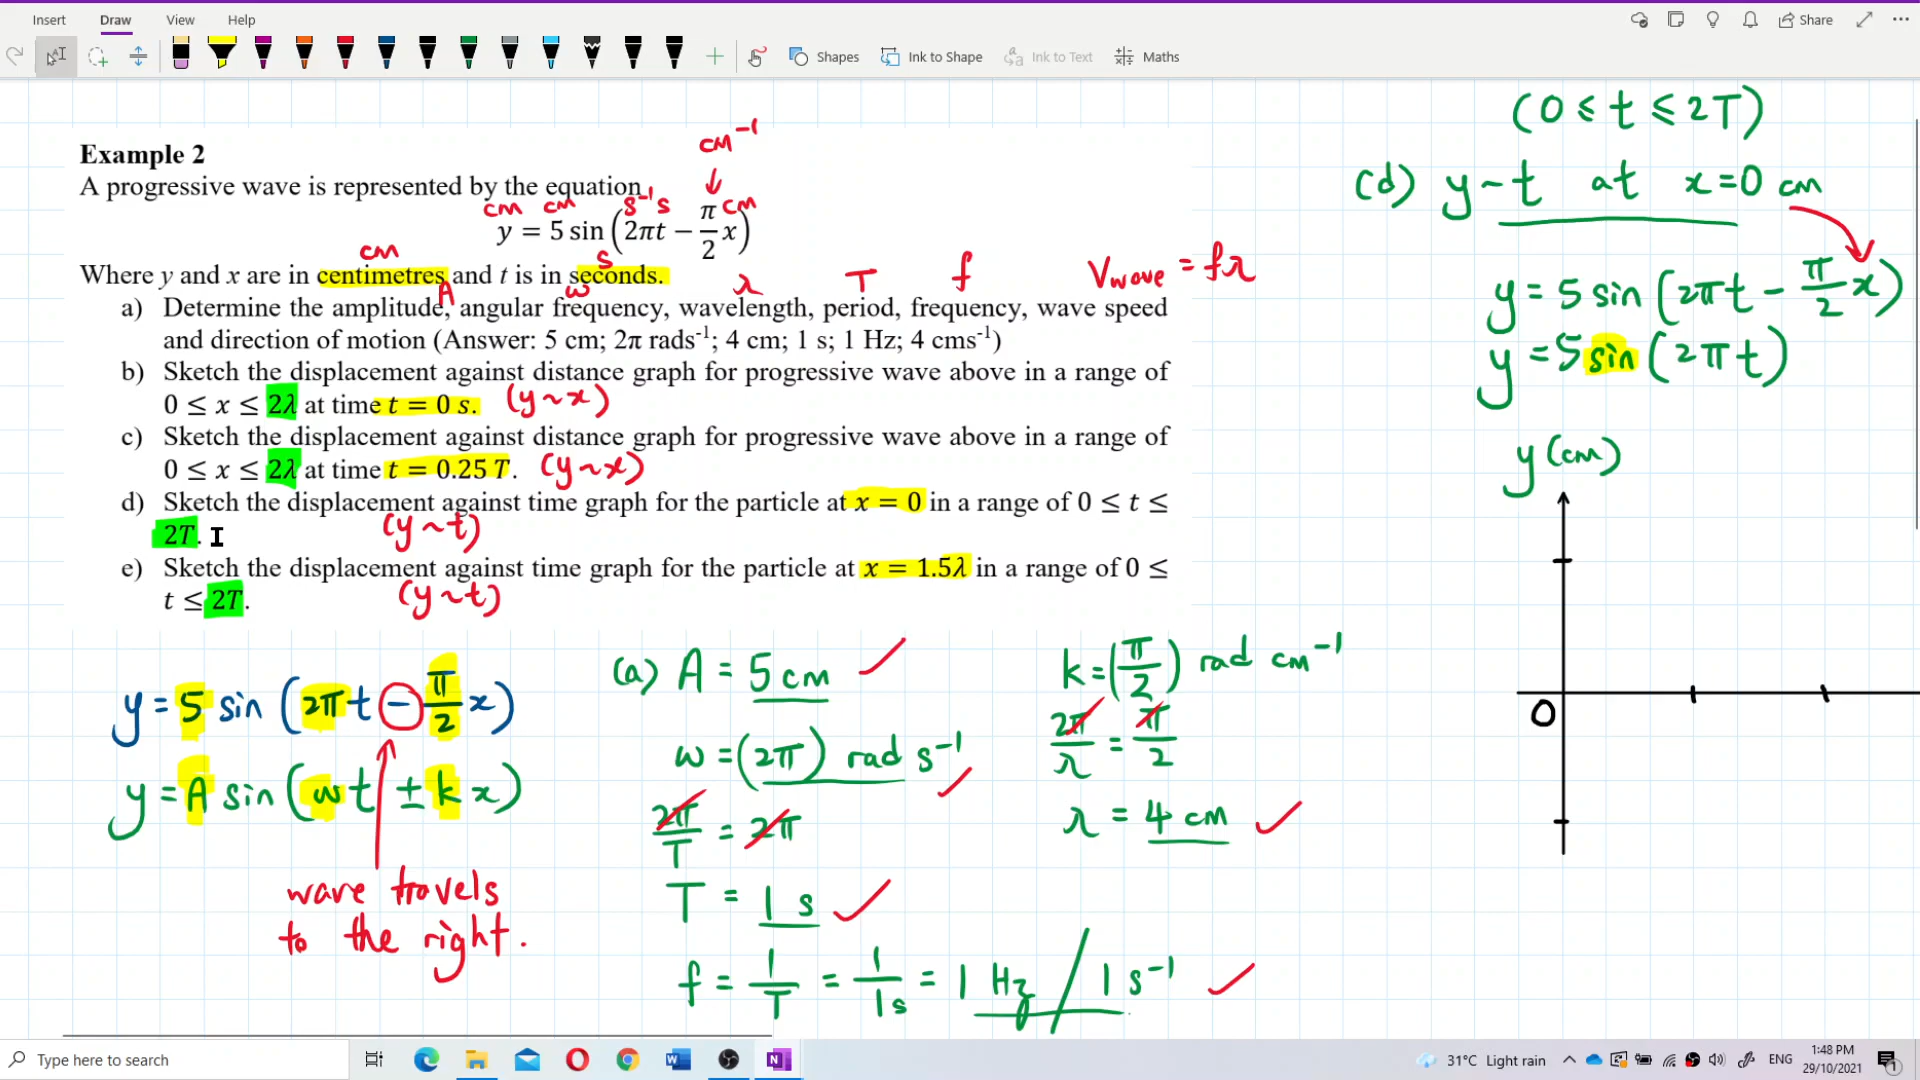 Insert Draw View Help
Share
Shapes Ink to Shape Ink to Text Maths
Example 2
A progressive wave is represented by the equation
cm⁻¹
↓
cm cm s⁻¹ s cm
y = 5 sin (2πt − π/2 x)
cm s
Where y and x are in centimetres and t is in seconds.
A ω λ T f V wave = fλ
a) Determine the amplitude, angular frequency, wavelength, period, frequency, wave speed
and direction of motion (Answer: 5 cm; 2π rads⁻¹; 4 cm; 1 s; 1 Hz; 4 cms⁻¹)
b) Sketch the displacement against distance graph for progressive wave above in a range of
0 ≤ x ≤ 2λ at time t = 0 s. (y ~ x)
c) Sketch the displacement against distance graph for progressive wave above in a range of
0 ≤ x ≤ 2λ at time t = 0.25 T. (y ~ x)
d) Sketch the displacement against time graph for the particle at x = 0 in a range of 0 ≤ t ≤
2T. (y ~ t)
e) Sketch the displacement against time graph for the particle at x = 1.5λ in a range of 0 ≤
t ≤ 2T. (y ~ t)
y = 5 sin (2πt − π/2 x)
y = A sin (ωt ± kx)
wave travels
to the right.
(a) A = 5 cm
ω = (2π) rad s⁻¹
2π/T = 2π
T = 1 s
f = 1/T = 1/1s = 1 Hz / 1 s⁻¹
k = (π/2) rad cm⁻¹
2π/λ = π/2
λ = 4 cm
(0 ≤ t ≤ 2T)
(d) y ~ t at x = 0 cm
y = 5 sin (2πt − π/2 x)
y = 5 sin (2πt)
y (cm)
0
Type here to search
31°C Light rain
ENG
1:48 PM
29/10/2021
1